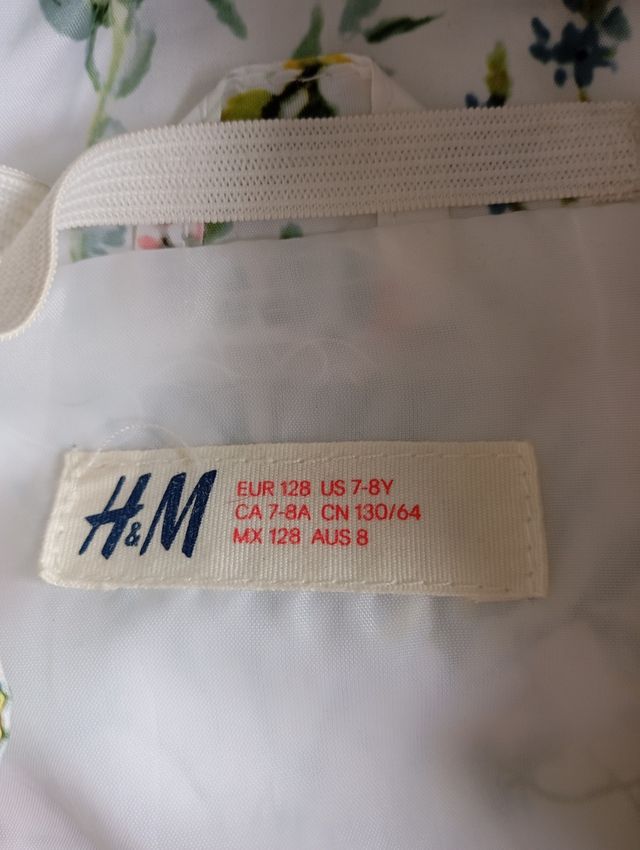 H&M
EUR 128 US 7-8Y
CA 7-8A CN 130/64
MX 128 AUS 8